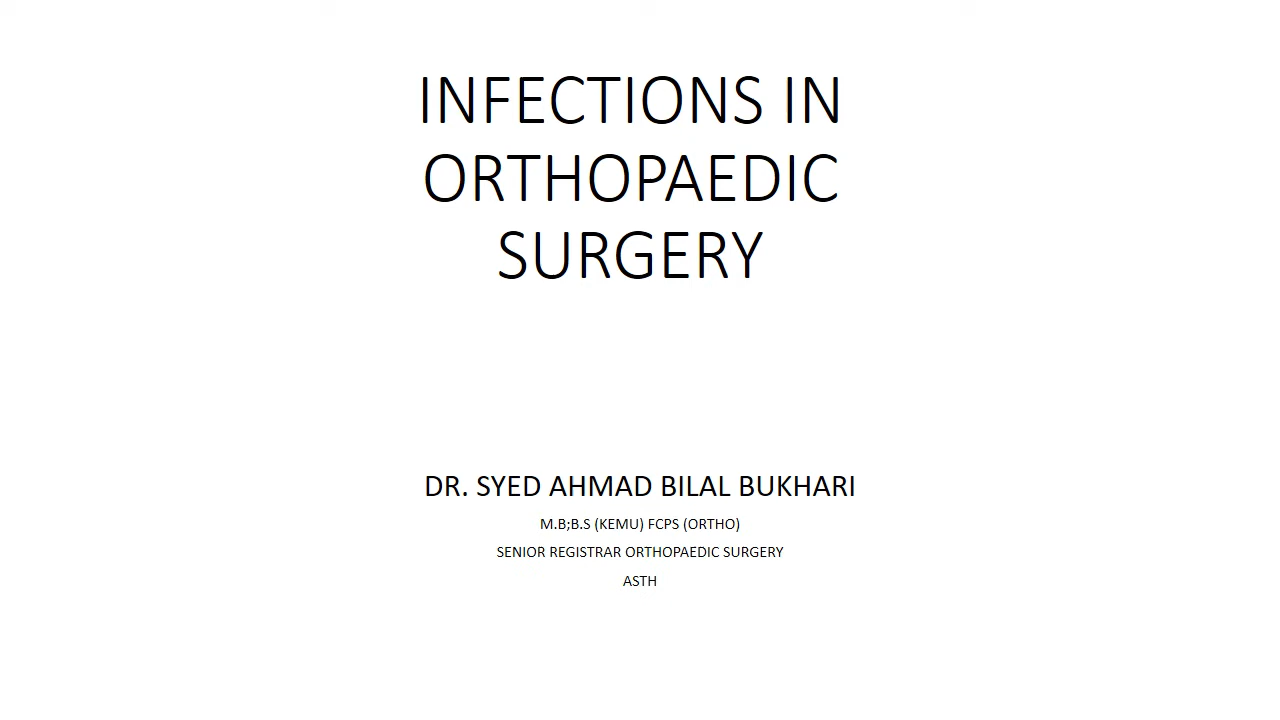 INFECTIONS IN
ORTHOPAEDIC
SURGERY
DR. SYED AHMAD BILAL BUKHARI
M.B;B.S (KEMU) FCPS (ORTHO)
SENIOR REGISTRAR ORTHOPAEDIC SURGERY
ASTH